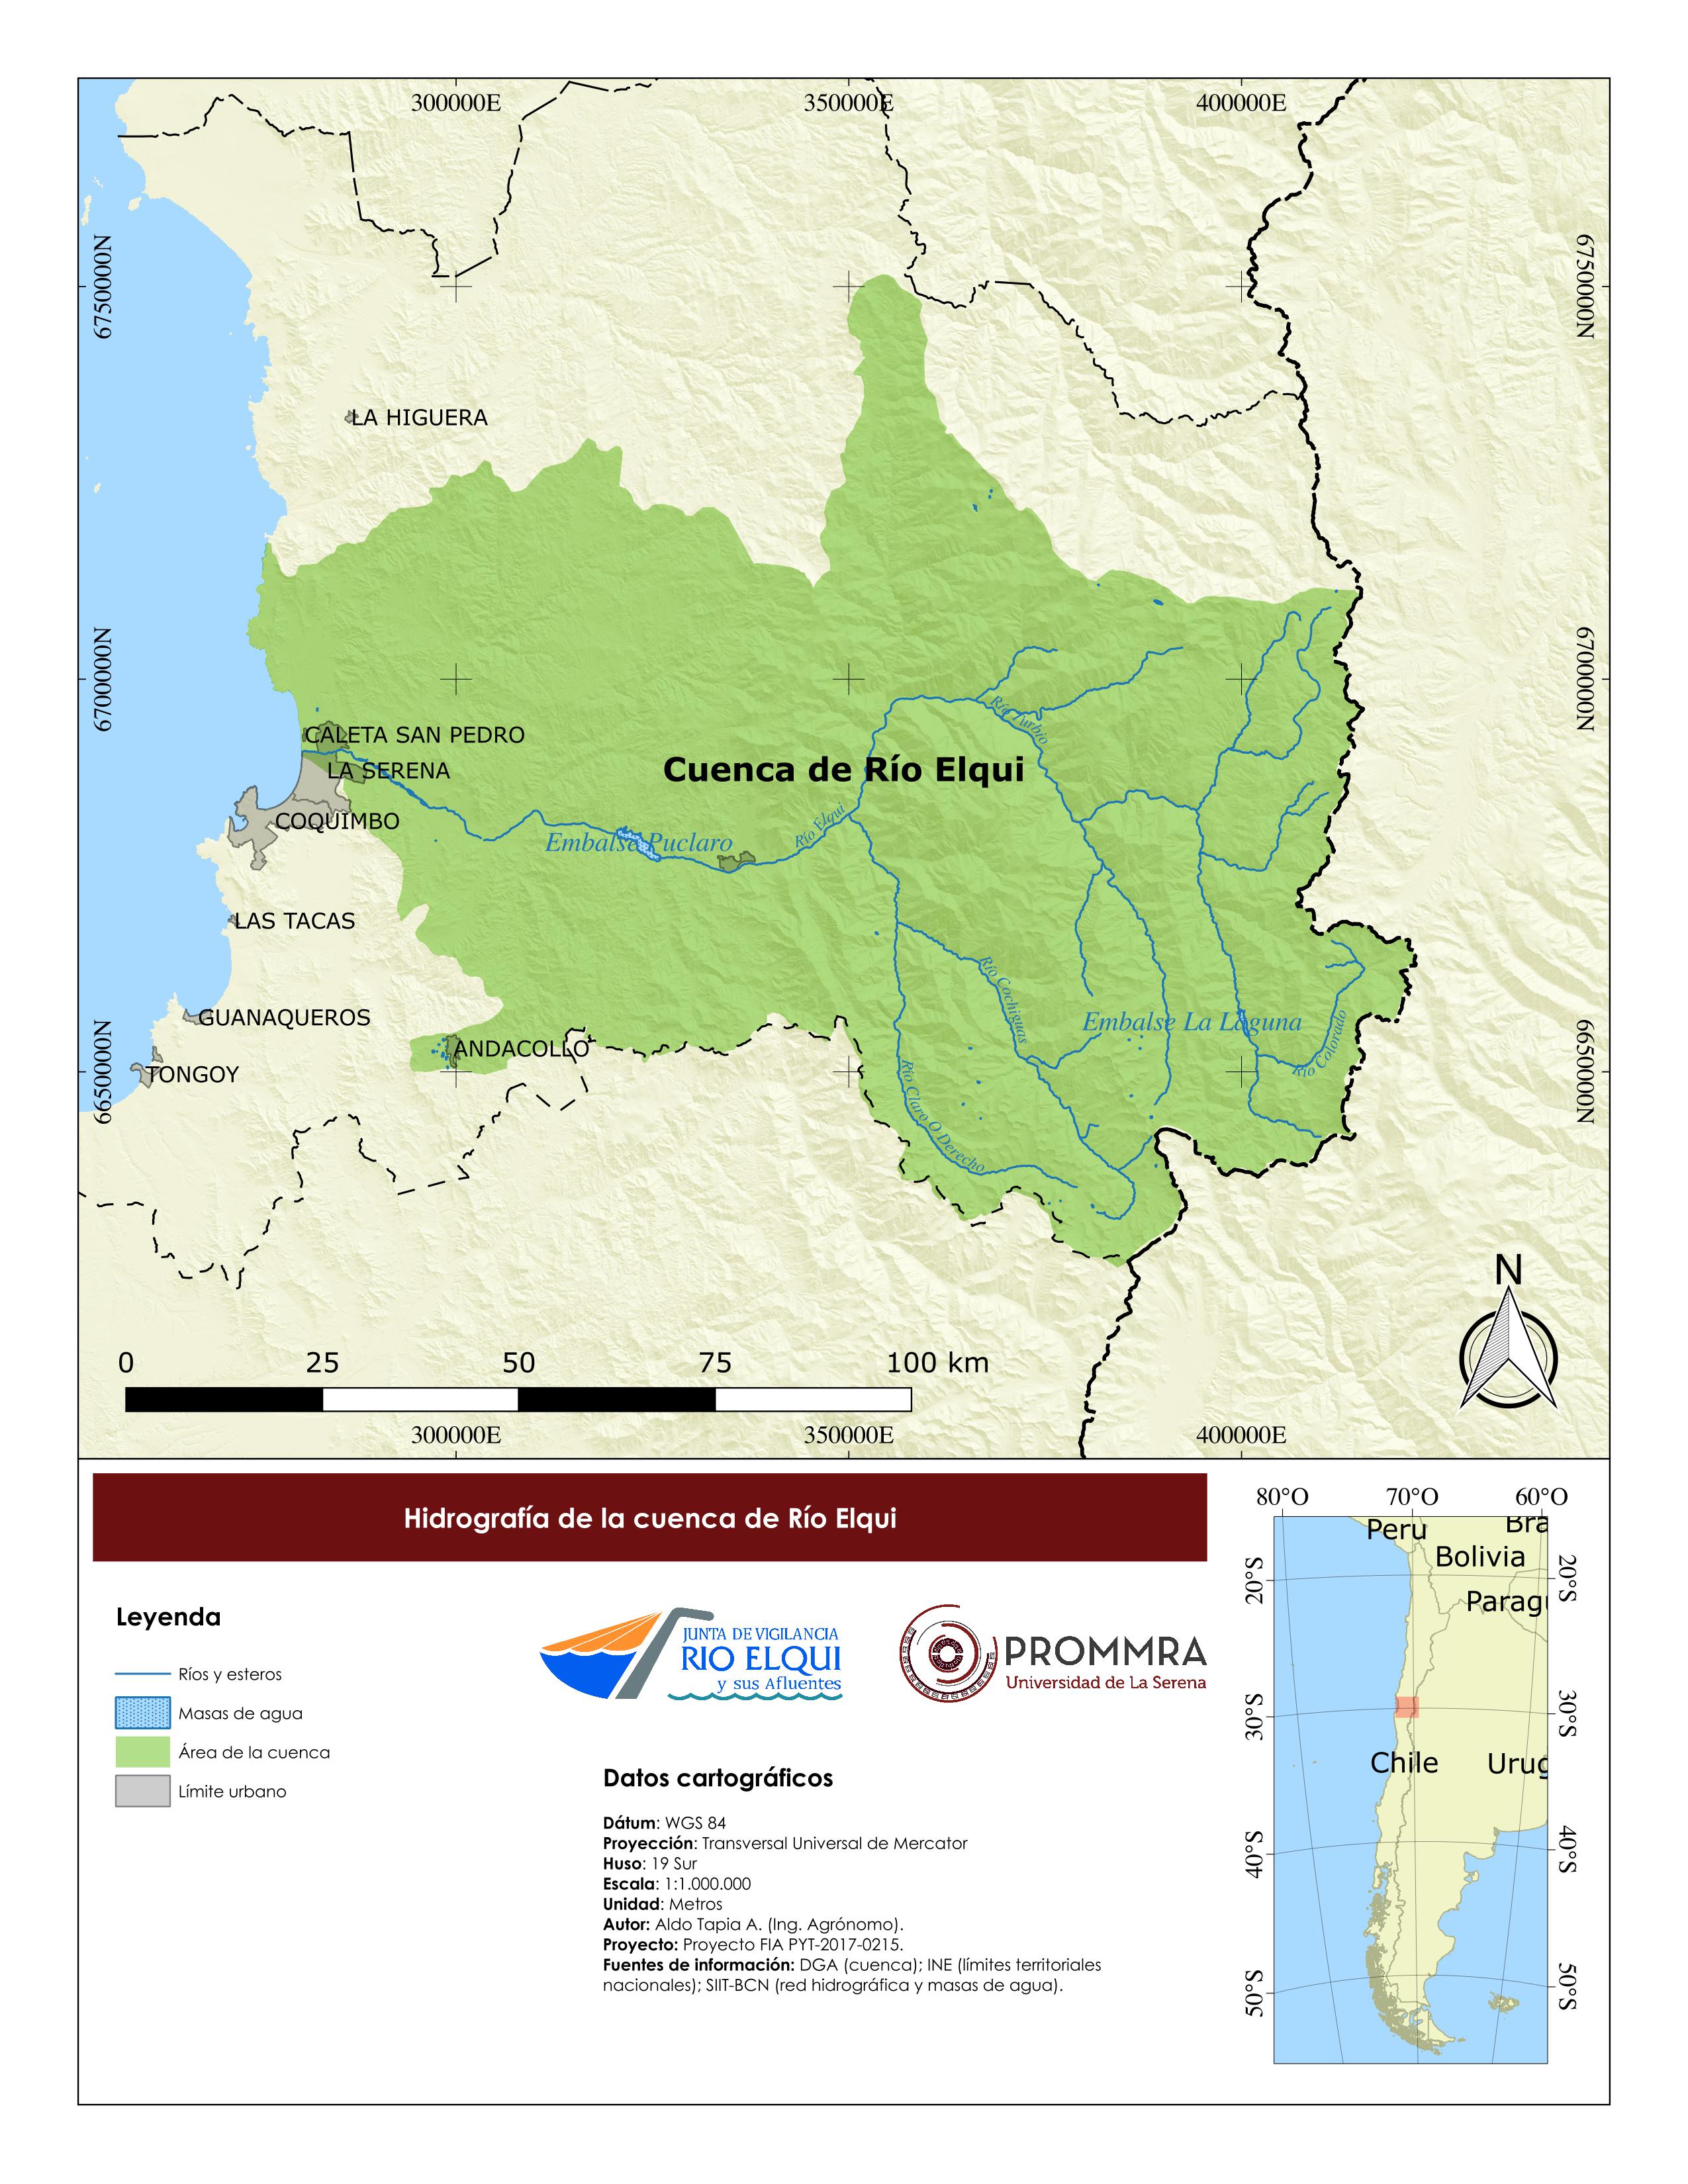 300000E
350000E
400000E
6750000N
6750000N
LA HIGUERA
6700000N
6700000N
Río Turbio
CALETA SAN PEDRO
Cuenca de Río Elqui
LA SERENA
COQUIMBO
Río Elqui
Embalse Puclaro
LAS TACAS
Río Cochiguas
GUANAQUEROS
Embalse La Laguna
Río Colorado
ANDACOLLO
TONGOY
6650000N
6650000N
Río Claro O Derecho
N
0
25
50
75
100 km
300000E
350000E
400000E
Hidrografía de la cuenca de Río Elqui
Leyenda
Ríos y esteros
Masas de agua
Área de la cuenca
Límite urbano
JUNTA DE VIGILANCIA
RIO ELQUI
y sus Afluentes
PROMMRA
Universidad de La Serena
Datos cartográficos
Dátum: WGS 84
Proyección: Transversal Universal de Mercator
Huso: 19 Sur
Escala: 1:1.000.000
Unidad: Metros
Autor: Aldo Tapia A. (Ing. Agrónomo).
Proyecto: Proyecto FIA PYT-2017-0215.
Fuentes de información: DGA (cuenca); INE (límites territoriales
nacionales); SIIT-BCN (red hidrográfica y masas de agua).
80°O
70°O
60°O
Peru
Bra
Bolivia
20°S
20°S
Paragu
30°S
30°S
Chile
Urug
40°S
40°S
50°S
50°S